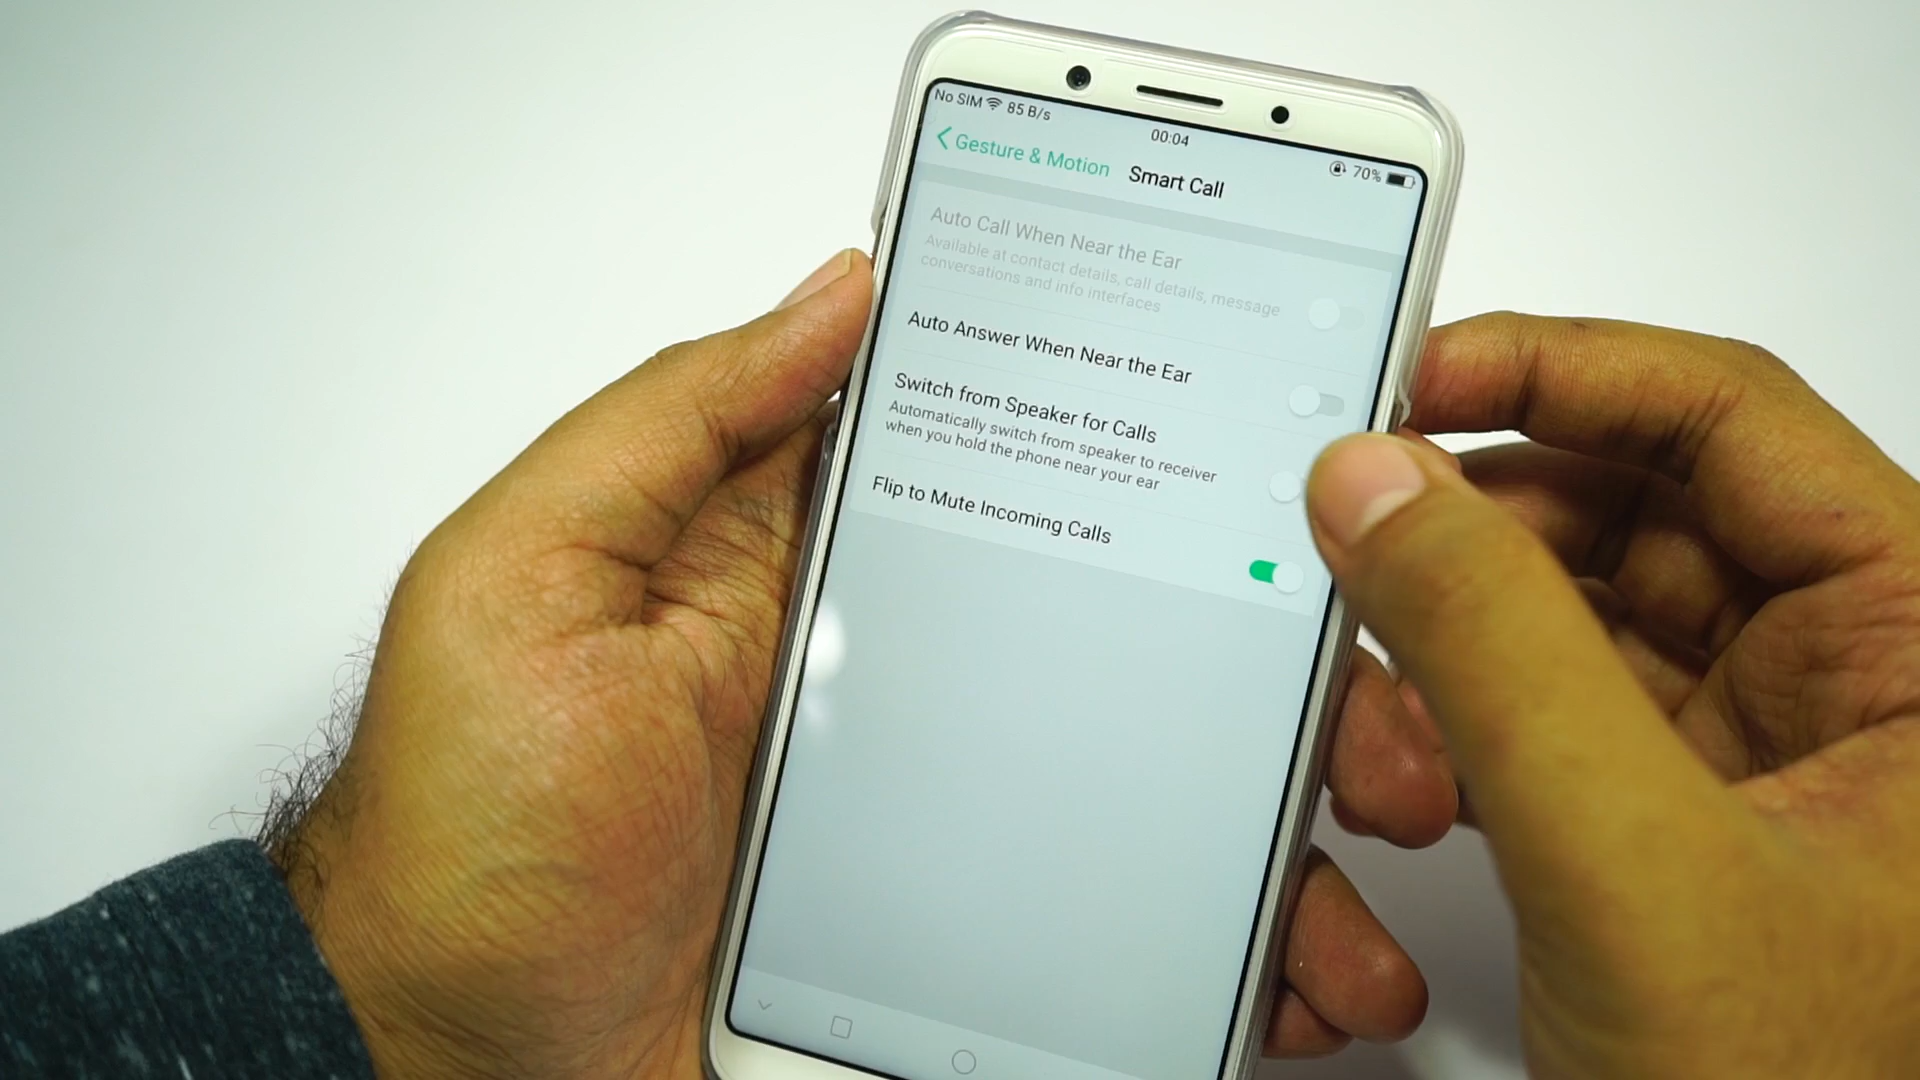 No SIM 85 B/s
00:04
70%
Gesture & Motion
Smart Call
Auto Call When Near the Ear
Available at contact details, call details, message
conversations and info interfaces
Auto Answer When Near the Ear
Switch from Speaker for Calls
Automatically switch from speaker to receiver
when you hold the phone near your ear
Flip to Mute Incoming Calls